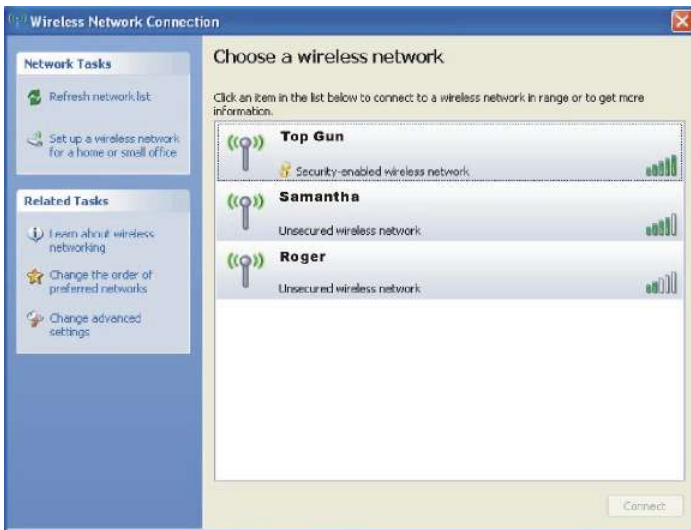 Wireless Network Connection
Network Tasks
Refresh network list
Set up a wireless network
for a home or small office
Related Tasks
Learn about wireless
networking
Change the order of
preferred networks
Change advanced
settings
Choose a wireless network
Click an item in the list below to connect to a wireless network in range or to get more
information.
Top Gun
Security-enabled wireless network
Samantha
Unsecured wireless network
Roger
Unsecured wireless network
Connect